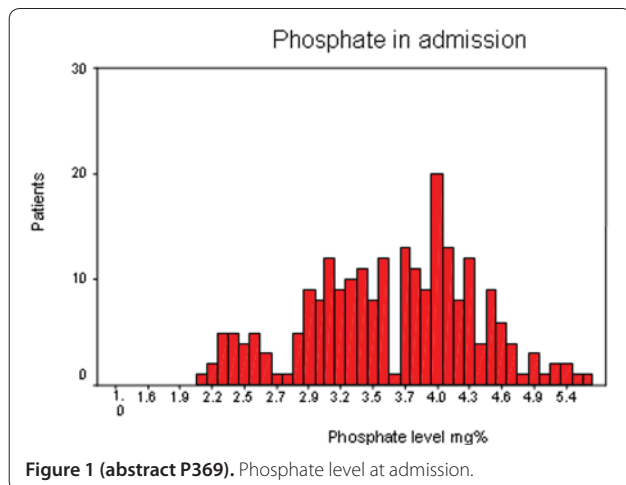 Phosphate in admission
30
20
10
0
Patients
1.0 1.6 1.9 2.2 2.5 2.7 2.9 3.2 3.5 3.7 4.0 4.3 4.6 4.9 5.4
Phosphate level mg%
Figure 1 (abstract P369). Phosphate level at admission.